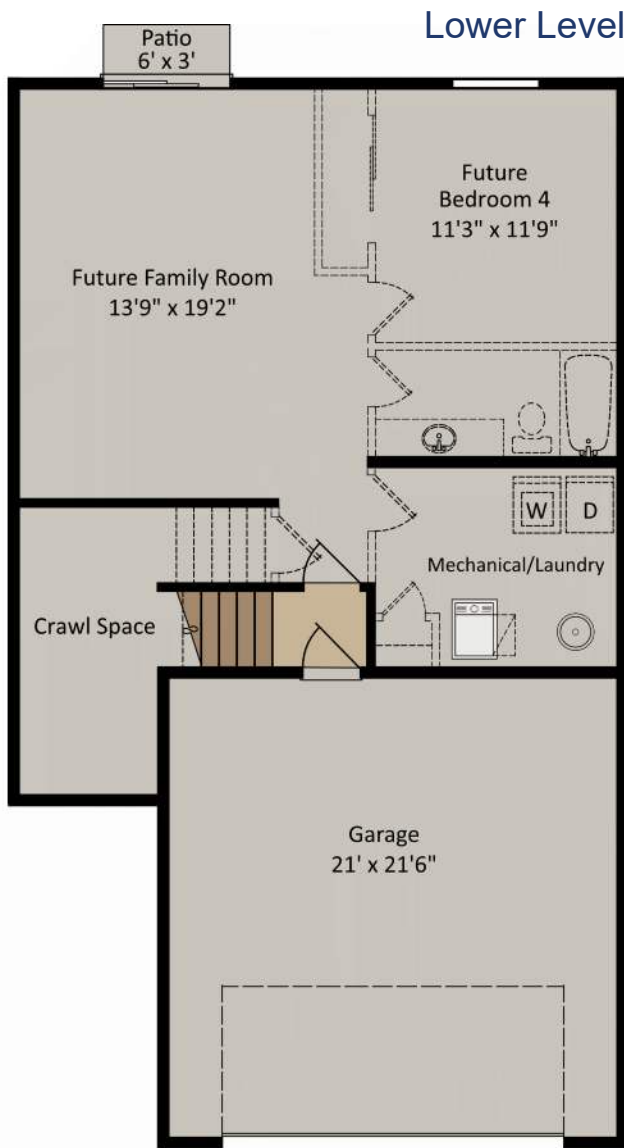 Lower Level
Patio
6' x 3'
Future
Bedroom 4
11'3" x 11'9"
Future Family Room
13'9" x 19'2"
W
D
Mechanical/Laundry
Crawl Space
Garage
21' x 21'6"